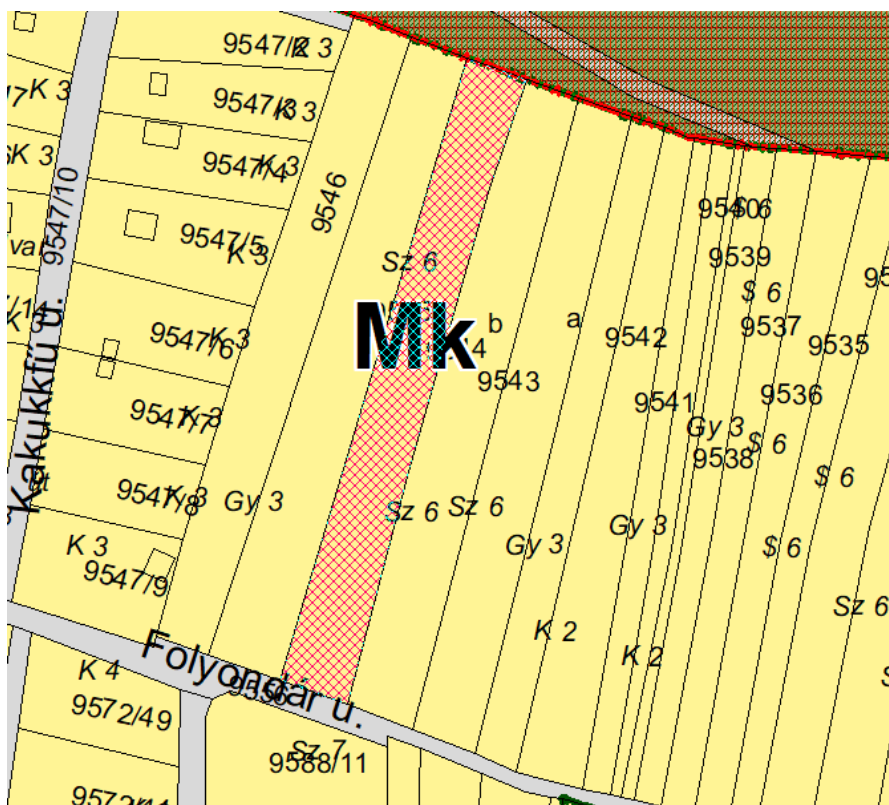 9547/2
K 3
K 3
9547/3
K 3
K 3
9547/4
K 3
9540
$ 6
9546
9547/10
9547/5
K 3
9539
Sz 6
$ 6
Mk
b
a
9537
9542
9535
9547/6
K 3
9543
9536
9541
9547/7
K 3
Gy 3
$ 6
9538
Kakukkfű u.
9547/8
K 3
Gy 3
Sz 6
Sz 6
$ 6
Gy 3
Gy 3
$ 6
K 3
9547/9
Sz 6
K 2
K 2
Folyondár u.
K 4
9556
9572/49
Sz 7
9588/11